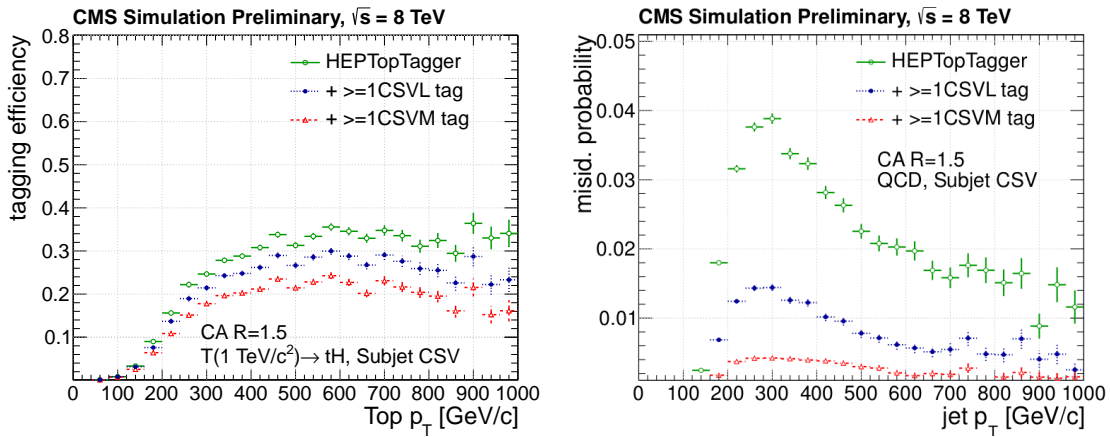 CMS Simulation Preliminary, √s = 8 TeV
tagging efficiency
0.8
0.7
0.6
0.5
0.4
0.3
0.2
0.1
HEPTopTagger
+ >=1CSVL tag
+ >=1CSVM tag
CA R=1.5
T(1 TeV/c²)→ tH, Subjet CSV
0 100 200 300 400 500 600 700 800 900 1000
Top p_T [GeV/c]
CMS Simulation Preliminary, √s = 8 TeV
misid. probability
0.05
0.04
0.03
0.02
0.01
HEPTopTagger
+ >=1CSVL tag
+ >=1CSVM tag
CA R=1.5
QCD, Subjet CSV
0 100 200 300 400 500 600 700 800 900 1000
jet p_T [GeV/c]